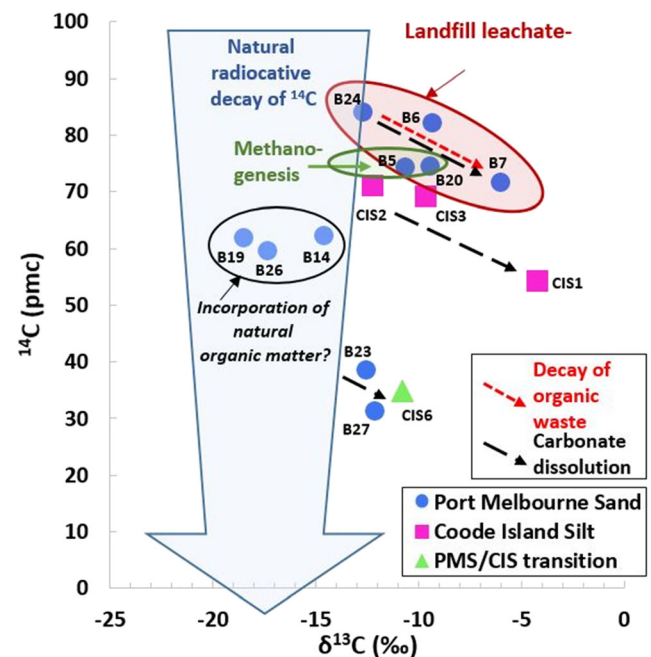 100
90
80
70
60
50
40
30
20
10
0
-25
-20
-15
-10
-5
0
¹⁴C (pmc)
δ¹³C (‰)
Natural
radiocative
decay of ¹⁴C
Landfill leachate-
Methano-
genesis
B24
B6
B5
B20
B7
CIS2
CIS3
CIS1
B19
B26
B14
Incorporation of
natural
organic matter?
B23
B27
CIS6
Decay of
organic
waste
Carbonate
dissolution
Port Melbourne Sand
Coode Island Silt
PMS/CIS transition